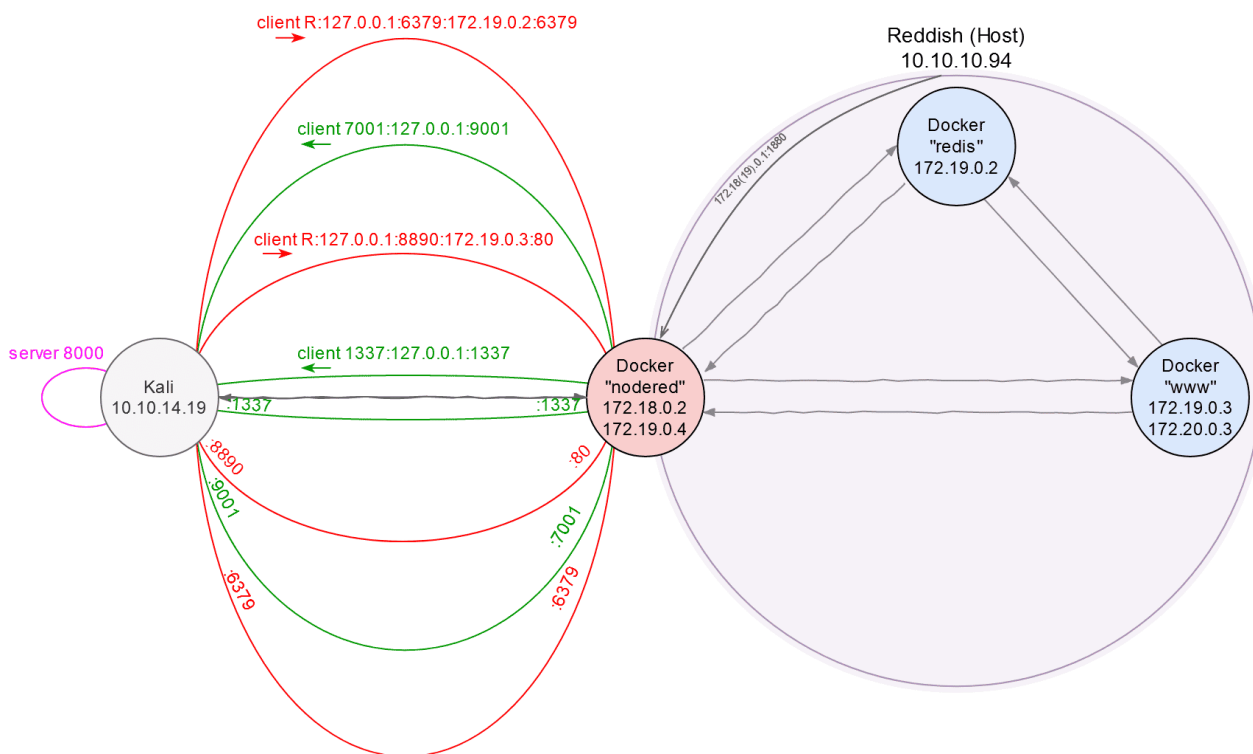 client R:127.0.0.1:6379:172.19.0.2:6379
Reddish (Host)
10.10.10.94
client 7001:127.0.0.1:9001
Docker
"redis"
172.19.0.2
172.18(19).0.1:1880
client R:127.0.0.1:8890:172.19.0.3:80
server 8000
client 1337:127.0.0.1:1337
Kali
10.10.14.19
:1337
:1337
Docker
"nodered"
172.18.0.2
172.19.0.4
Docker
"www"
172.19.0.3
172.20.0.3
:8890
:80
:9001
:7001
:6379
:6379